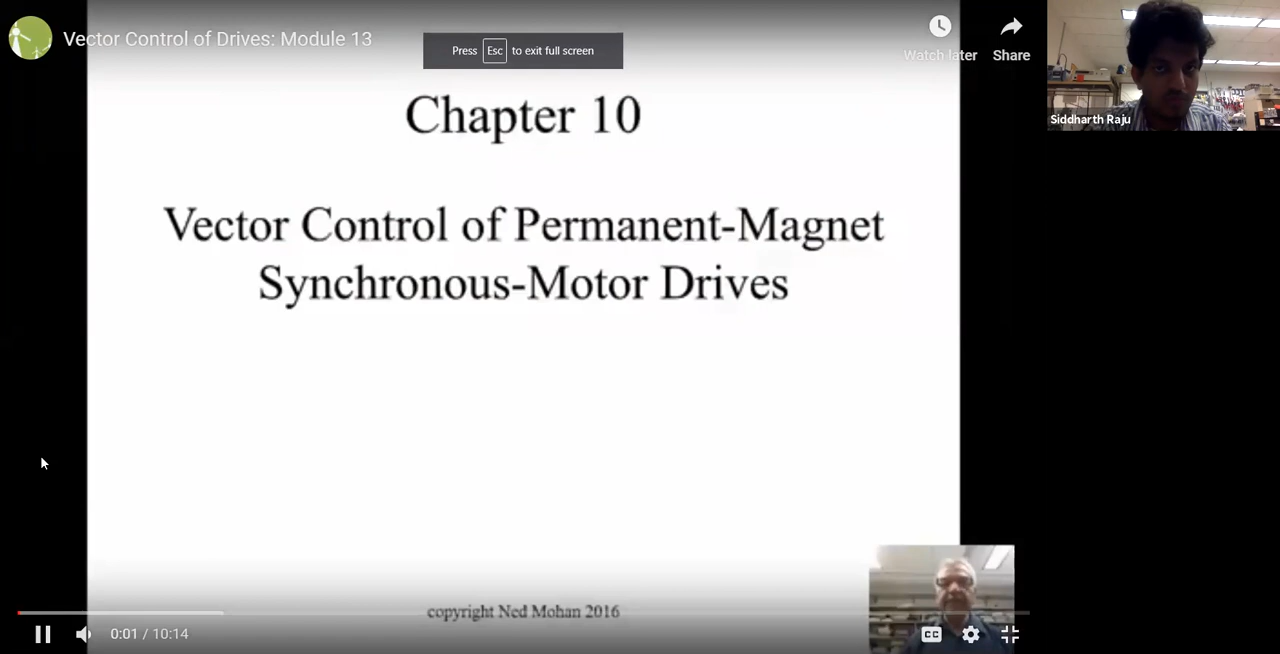 Vector Control of Drives: Module 13
Press Esc to exit full screen
Watch later
Share
Siddharth Raju
Chapter 10
Vector Control of Permanent-Magnet
Synchronous-Motor Drives
copyright Ned Mohan 2016
0:01 / 10:14
CC